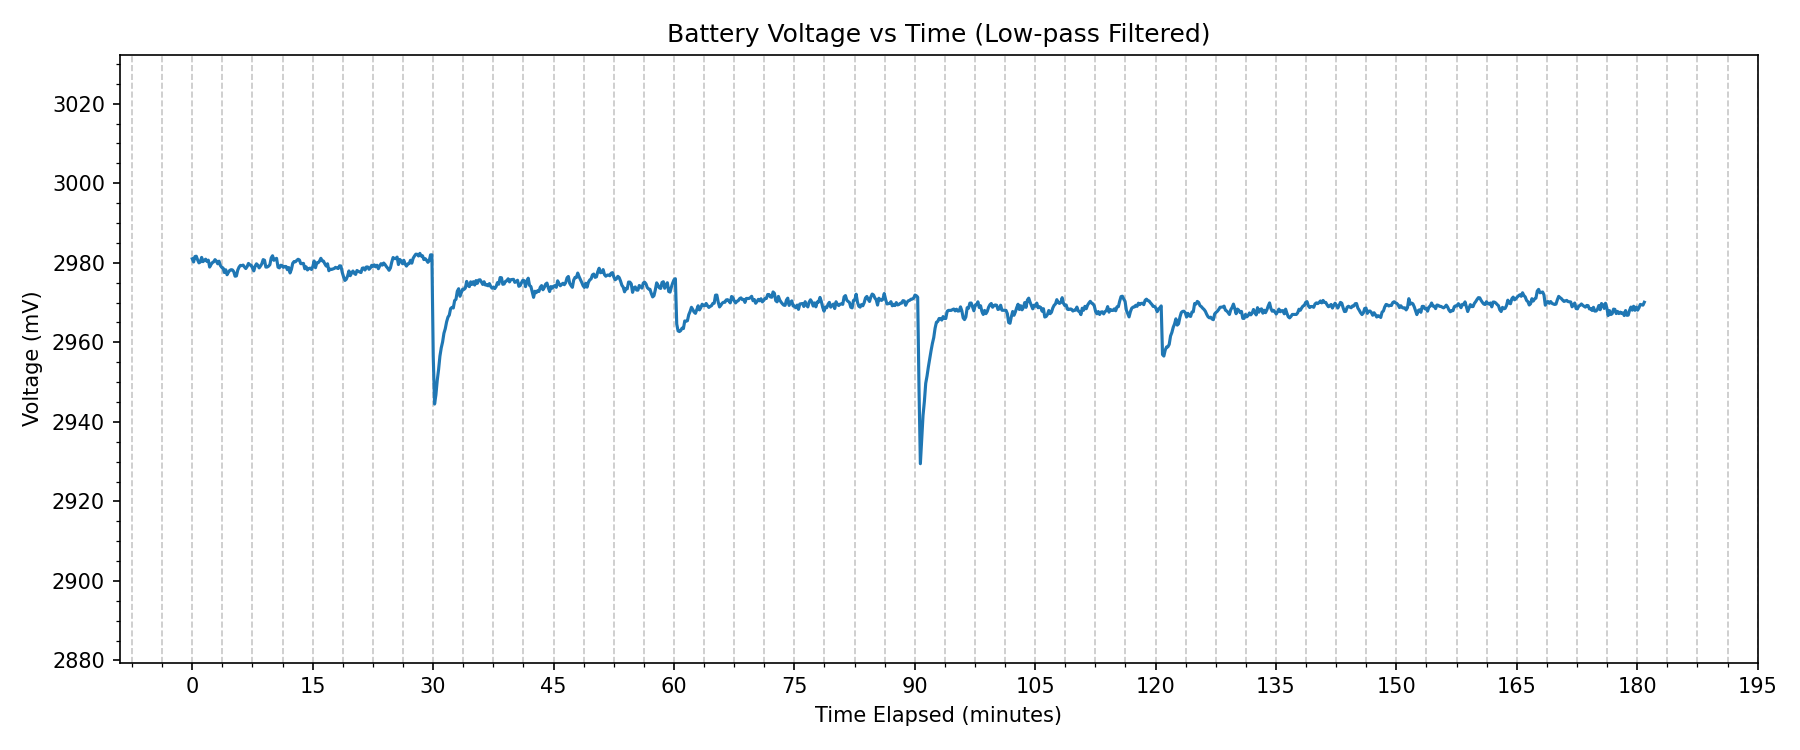 Battery Voltage vs Time (Low-pass Filtered)
Voltage (mV)
3020
3000
2980
2960
2940
2920
2900
2880
0 15 30 45 60 75 90 105 120 135 150 165 180 195
Time Elapsed (minutes)